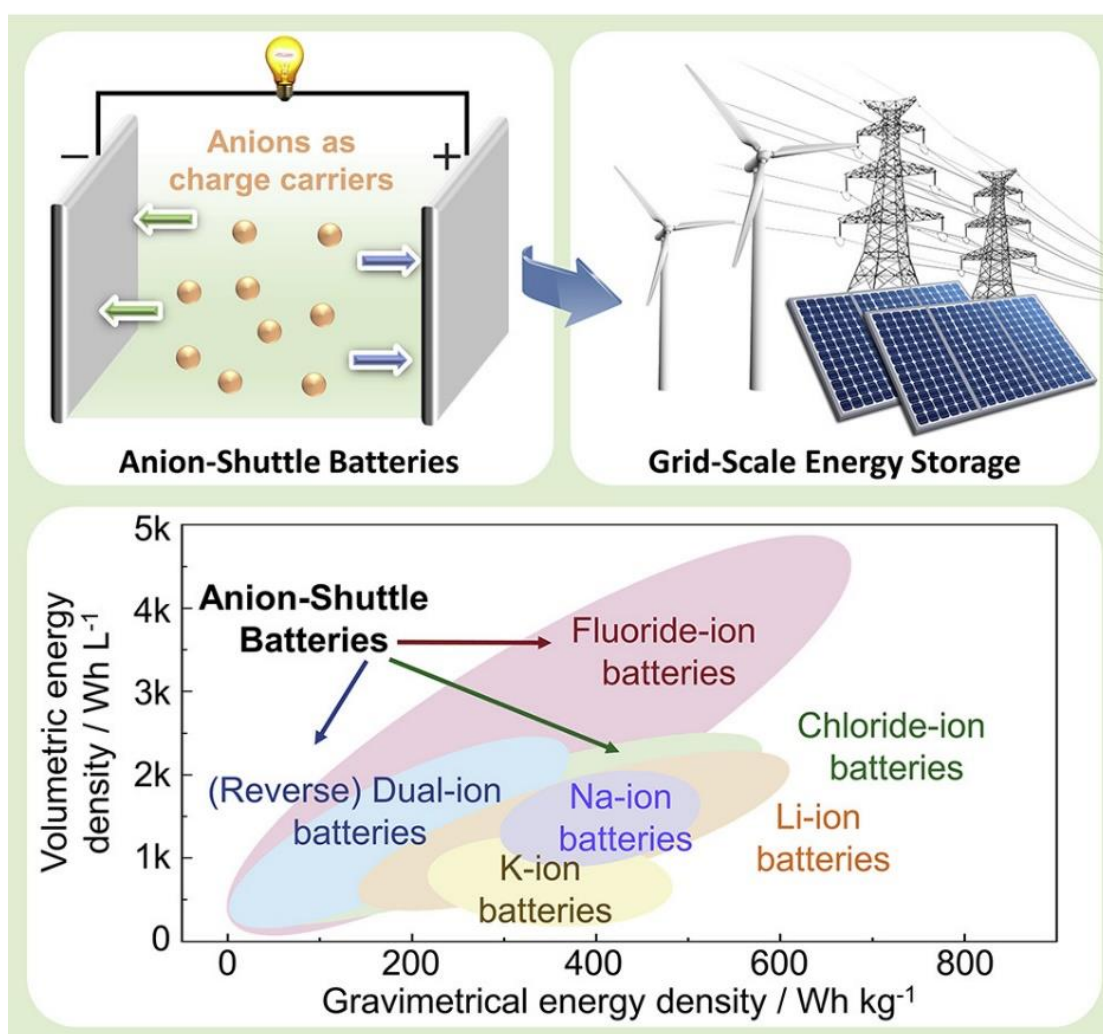 −
+
Anions as
charge carriers
Anion-Shuttle Batteries
Grid-Scale Energy Storage
Volumetric energy
density / Wh L⁻¹
5k
4k
3k
2k
1k
0
Anion-Shuttle
Batteries
Fluoride-ion
batteries
Chloride-ion
batteries
(Reverse) Dual-ion
batteries
Na-ion
batteries
Li-ion
batteries
K-ion
batteries
0 200 400 600 800
Gravimetrical energy density / Wh kg⁻¹